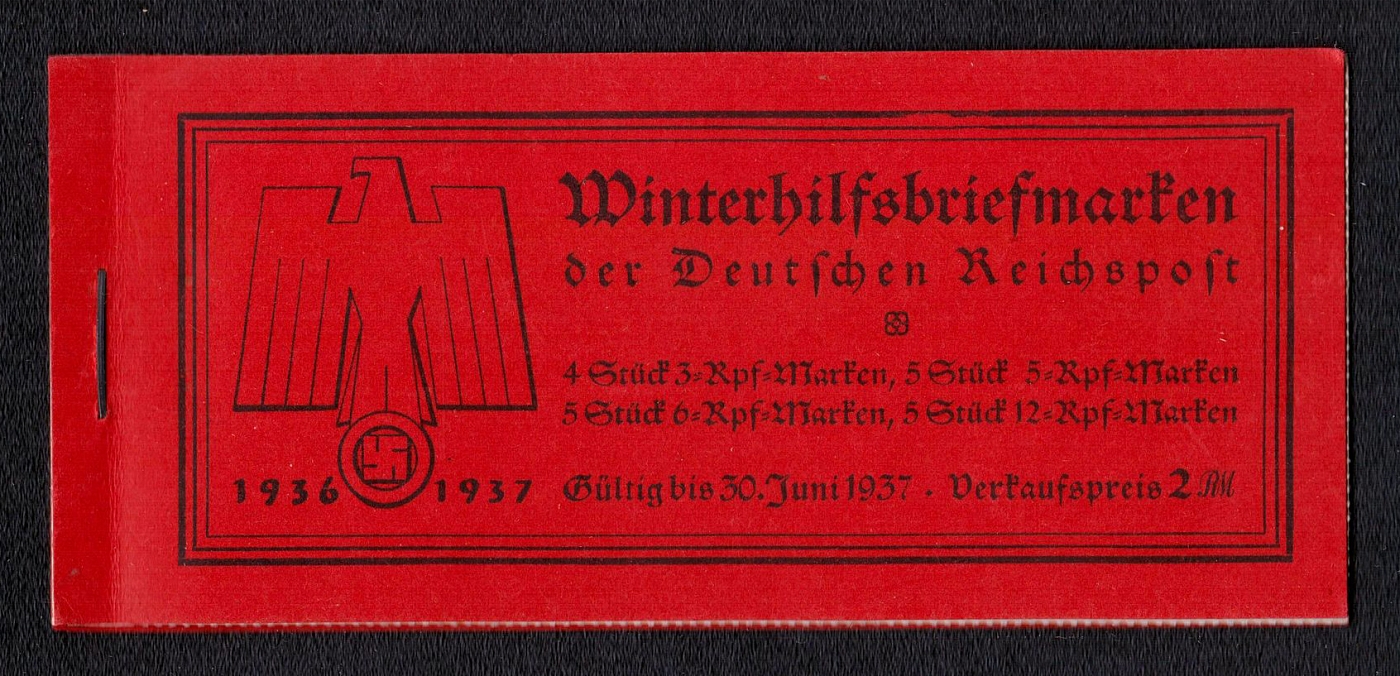 Winterhilfsbriefmarken
der Deutschen Reichspost
4 Stück 3-Rpf-Marken, 5 Stück 5-Rpf-Marken
5 Stück 6-Rpf-Marken, 5 Stück 12-Rpf-Marken
1936 1937
Gültig bis 30. Juni 1937 · Verkaufspreis 2 RM